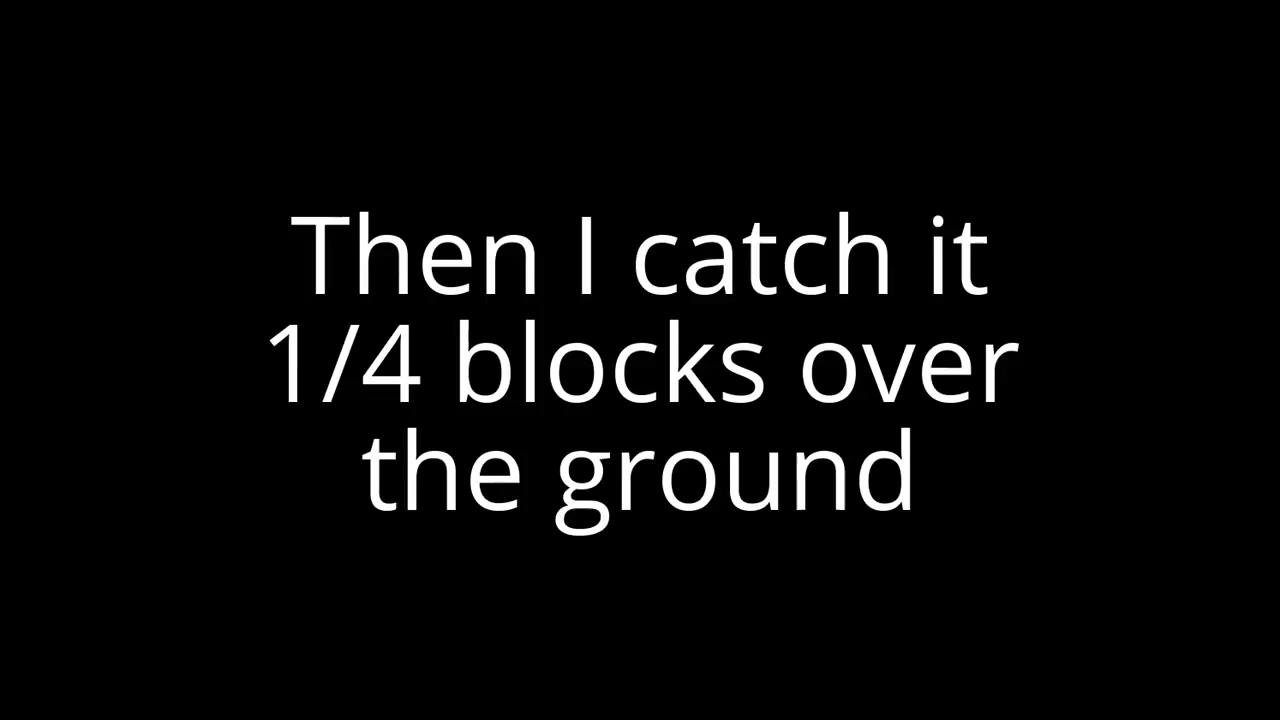 Then I catch it
1/4 blocks over
the ground